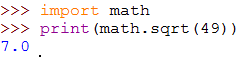 >>> import math
>>> print(math.sqrt(49))
7.0